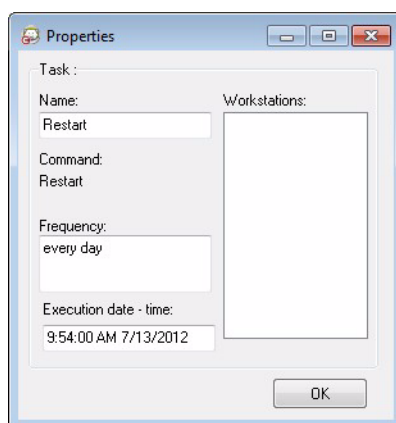 Properties
Task :
Name:
Workstations:
Restart
Command:
Restart
Frequency:
every day
Execution date - time:
9:54:00 AM 7/13/2012
OK